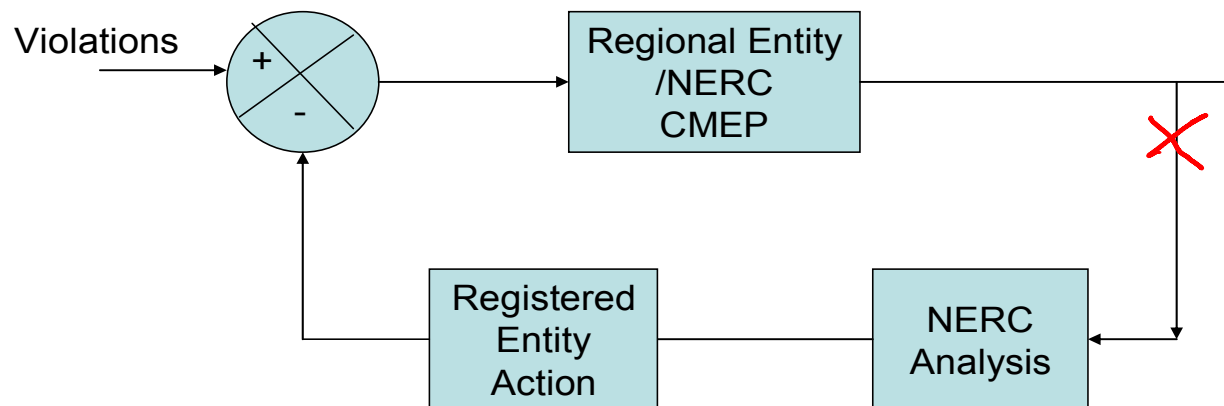 Violations
+
-
Regional Entity
/NERC
CMEP
Registered
Entity
Action
NERC
Analysis